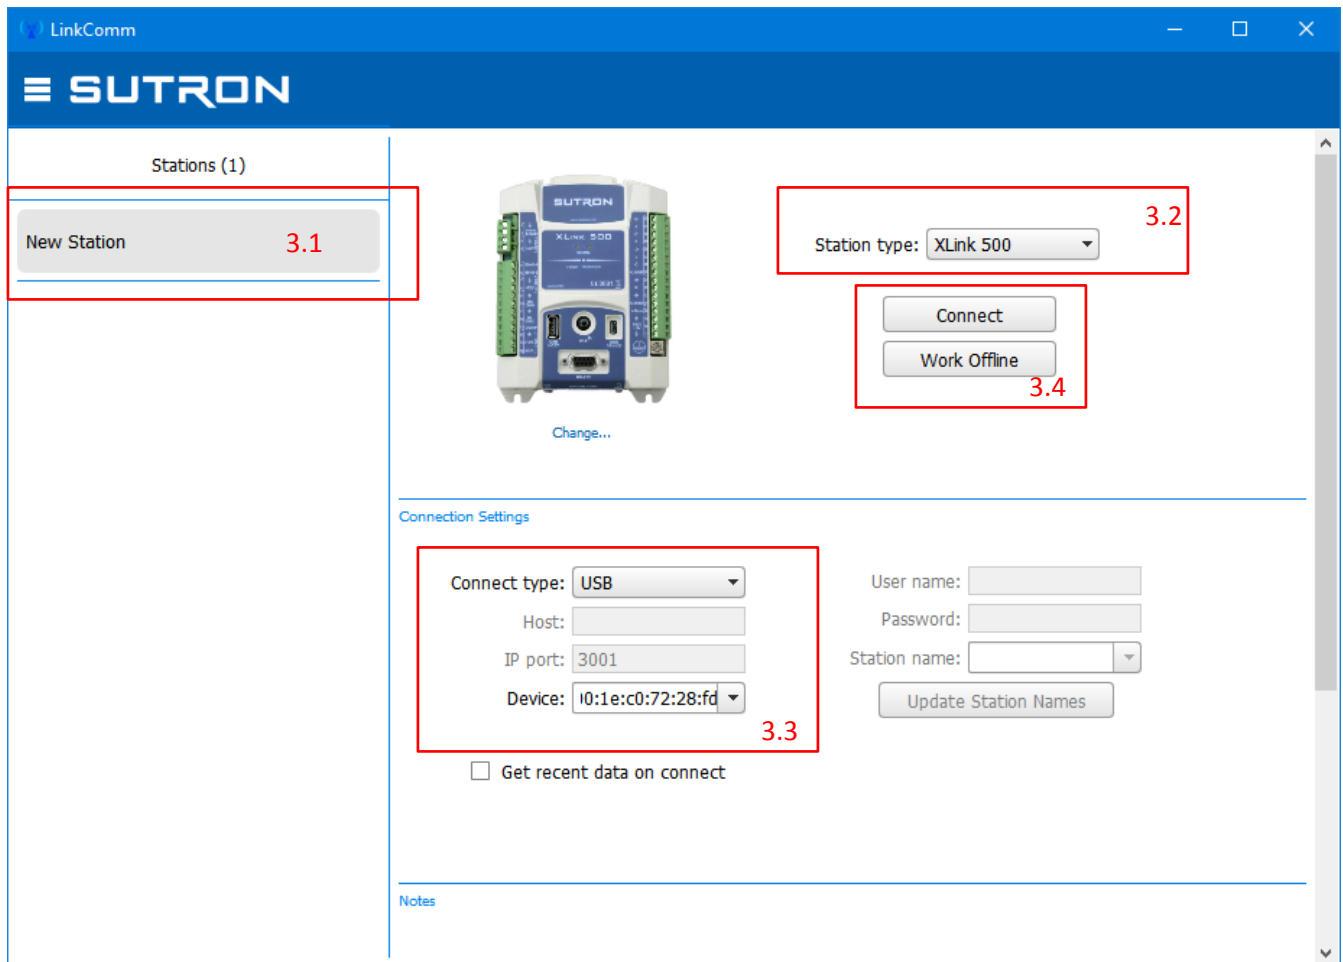 LinkComm
SUTRON
Stations (1)
New Station
3.1
SUTRON
XLINK 500
Change...
3.2
Station type: XLink 500
Connect
Work Offline
3.4
Connection Settings
Connect type: USB
Host:
IP port: 3001
Device: 0:1e:c0:72:28:fd
3.3
User name:
Password:
Station name:
Update Station Names
Get recent data on connect
Notes